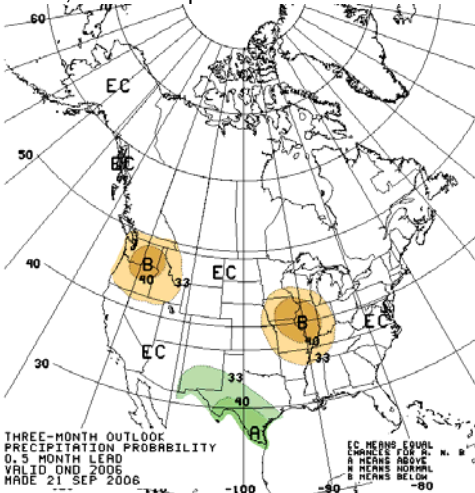 60
70
EC
50
EC
40
B
40
33
EC
B
40
33
EC
EC
30
33
40
A
THREE-MONTH OUTLOOK
PRECIPITATION PROBABILITY
0.5 MONTH LEAD
VALID OND 2006
MADE 21 SEP 2006
EC MEANS EQUAL
CHANCES FOR A, N, B
A MEANS ABOVE
N MEANS NORMAL
B MEANS BELOW
-110
-100
-90
-80